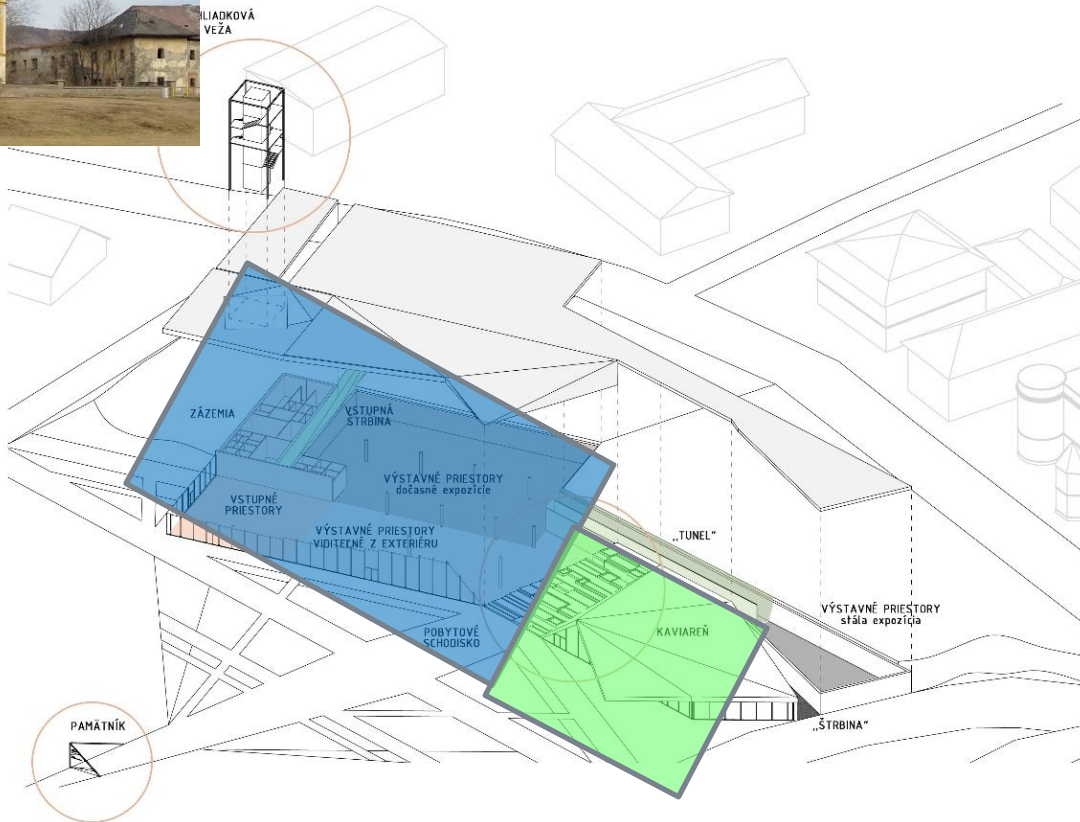 VEŽA
ZÁZEMIA
VSTUPNÁ
ŠTRBINA
VÝSTAVNÉ PRIESTORY
dočasné expozície
VSTUPNÉ
PRIESTORY
VÝSTAVNÉ PRIESTORY
VIDITEĽNÉ Z EXTERIÉRU
„TUNEL"
VÝSTAVNÉ PRIESTORY
stála expozícia
POBYTOVÉ
SCHODISKO
KAVIAREŇ
„ŠTRBINA"
PAMÄTNÍK